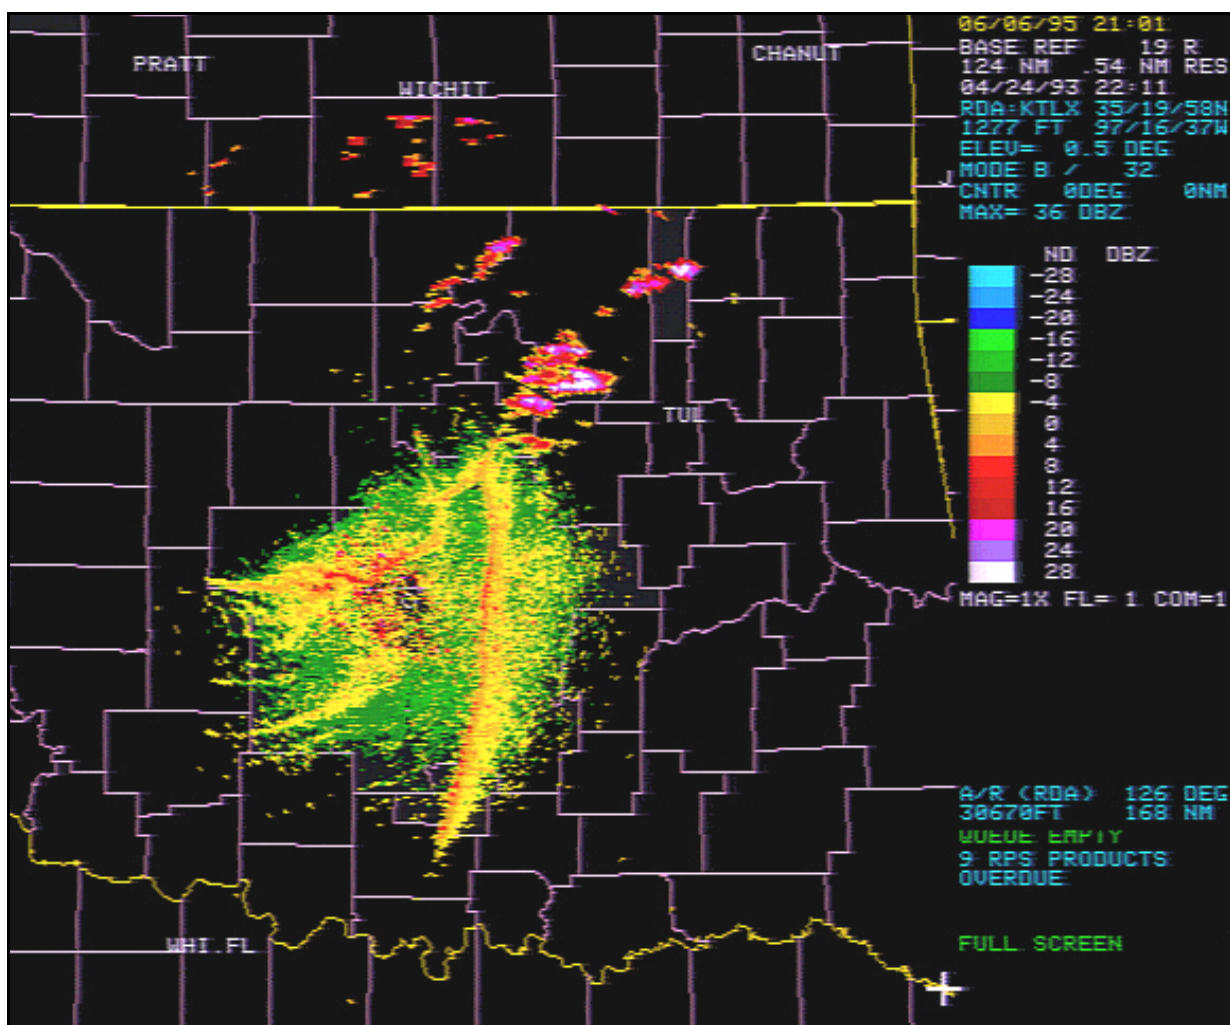 06/06/95 21:01
BASE REF 19 R
124 NM .54 NM RES
04/24/93 22:11
RDA:KTLX 35/19/58N
1277 FT 97/16/37W
ELEV= 0.5 DEG
MODE B / 32
CNTR 0DEG 0NM
MAX= 36 DBZ
ND DBZ
-28
-24
-20
-16
-12
-8
-4
0
4
8
12
16
20
24
28
MAG=1X FL= 1 COM=1
A/R (RDA) 126 DEG
30670FT 168 NM
QUEUE EMPTY
9 RPS PRODUCTS
OVERDUE
FULL SCREEN
PRATT
WICHIT
CHANUT
TUL
WHI.FL